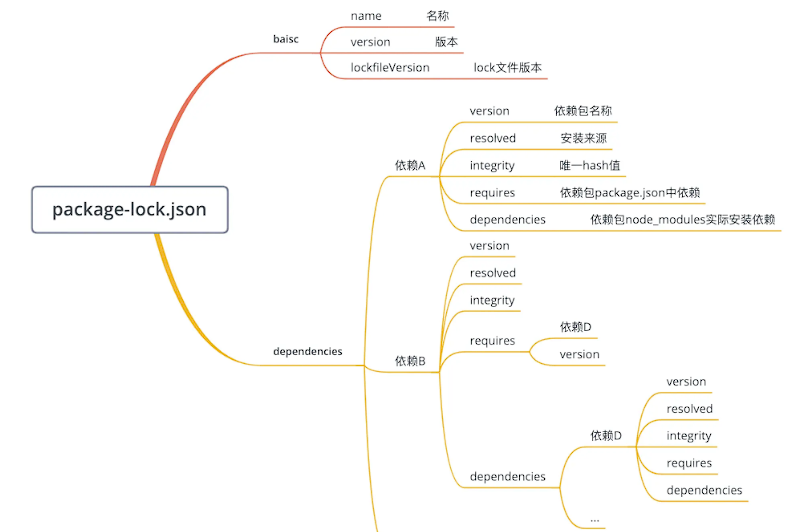 package-lock.json
baisc
name 名称
version 版本
lockfileVersion lock文件版本
dependencies
依赖A
version 依赖包名称
resolved 安装来源
integrity 唯一hash值
requires 依赖包package.json中依赖
dependencies 依赖包node_modules实际安装依赖
依赖B
version
resolved
integrity
requires
依赖D
version
dependencies
依赖D
version
resolved
integrity
requires
dependencies
...